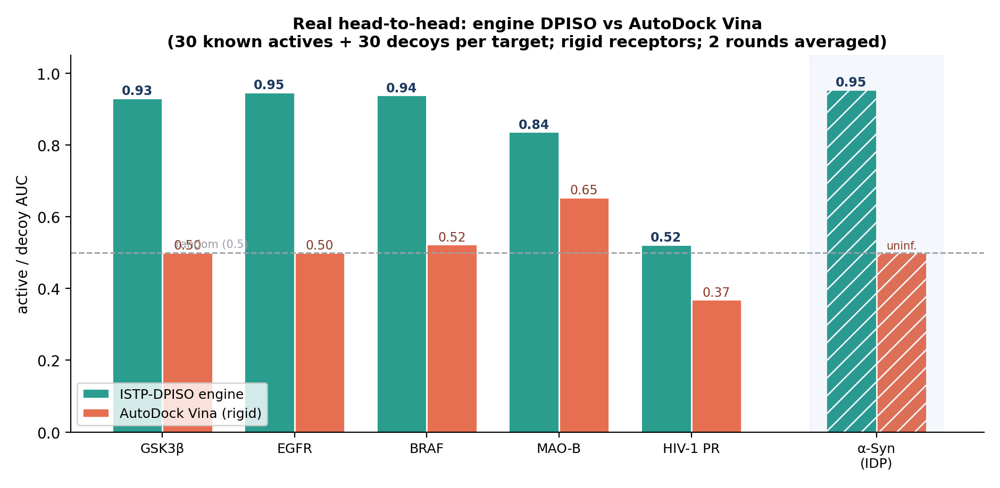 Real head-to-head: engine DPISO vs AutoDock Vina
(30 known actives + 30 decoys per target; rigid receptors; 2 rounds averaged)
active / decoy AUC
1.0
0.8
0.6
0.4
0.2
0.0
0.93
0.50
random (0.5)
0.95
0.50
0.94
0.52
0.84
0.65
0.52
0.37
0.95
uninf.
ISTP-DPISO engine
AutoDock Vina (rigid)
GSK3β
EGFR
BRAF
MAO-B
HIV-1 PR
α-Syn
(IDP)